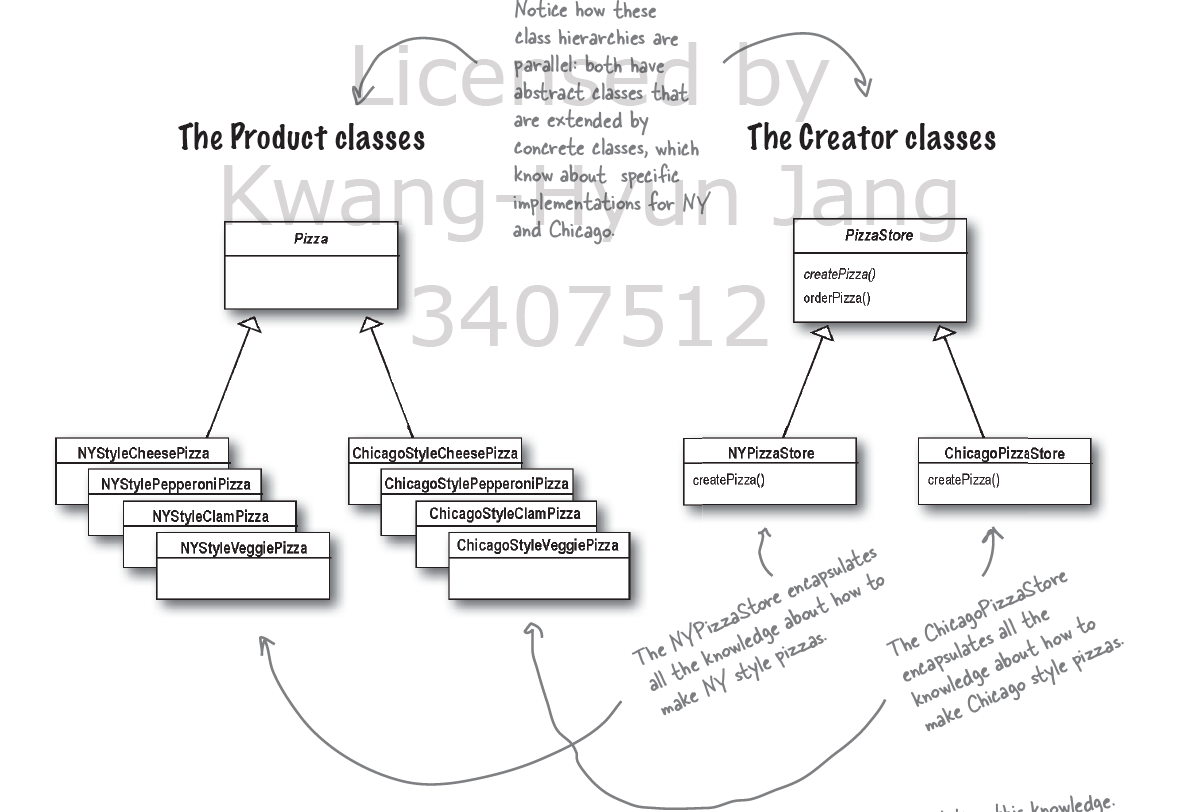 Notice how these
class hierarchies are
parallel: both have
abstract classes that
are extended by
concrete classes, which
know about specific
implementations for NY
and Chicago.
Licensed by
Kwang-Hyun Jang
3407512
The Product classes
The Creator classes
Pizza
PizzaStore
createPizza()
orderPizza()
NYStyleCheesePizza
NYStylePepperoniPizza
NYStyleClamPizza
NYStyleVeggiePizza
ChicagoStyleCheesePizza
ChicagoStylePepperoniPizza
ChicagoStyleClamPizza
ChicagoStyleVeggiePizza
NYPizzaStore
createPizza()
ChicagoPizzaStore
createPizza()
The NYPizzaStore encapsulates
all the knowledge about how to
make NY style pizzas.
The ChicagoPizzaStore
encapsulates all the
knowledge about how to
make Chicago style pizzas.
this knowledge.